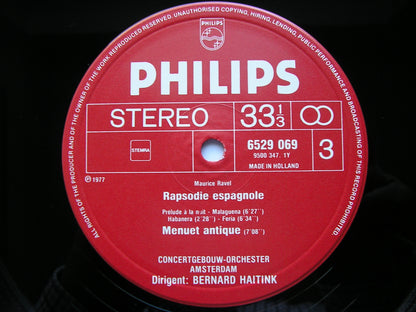 ALL RIGHTS OF THE PRODUCER AND OF THE OWNER OF THE WORK REPRODUCED RESERVED. UNAUTHORISED COPYING, HIRING, LENDING, PUBLIC PERFORMANCE AND BROADCASTING OF THIS RECORD PROHIBITED.
PHILIPS
PHILIPS
STEREO
33 1/3
STEMRA
6529 069
9500 347.1Y
MADE IN HOLLAND
3
℗ 1977
Maurice Ravel
Rapsodie espagnole
Prélude à la nuit - Malaguena (6'27'')
Habanera (2'28'') - Feria (6'34'')
Menuet antique (7'08'')
CONCERTGEBOUW-ORCHESTER
AMSTERDAM
Dirigent: BERNARD HAITINK